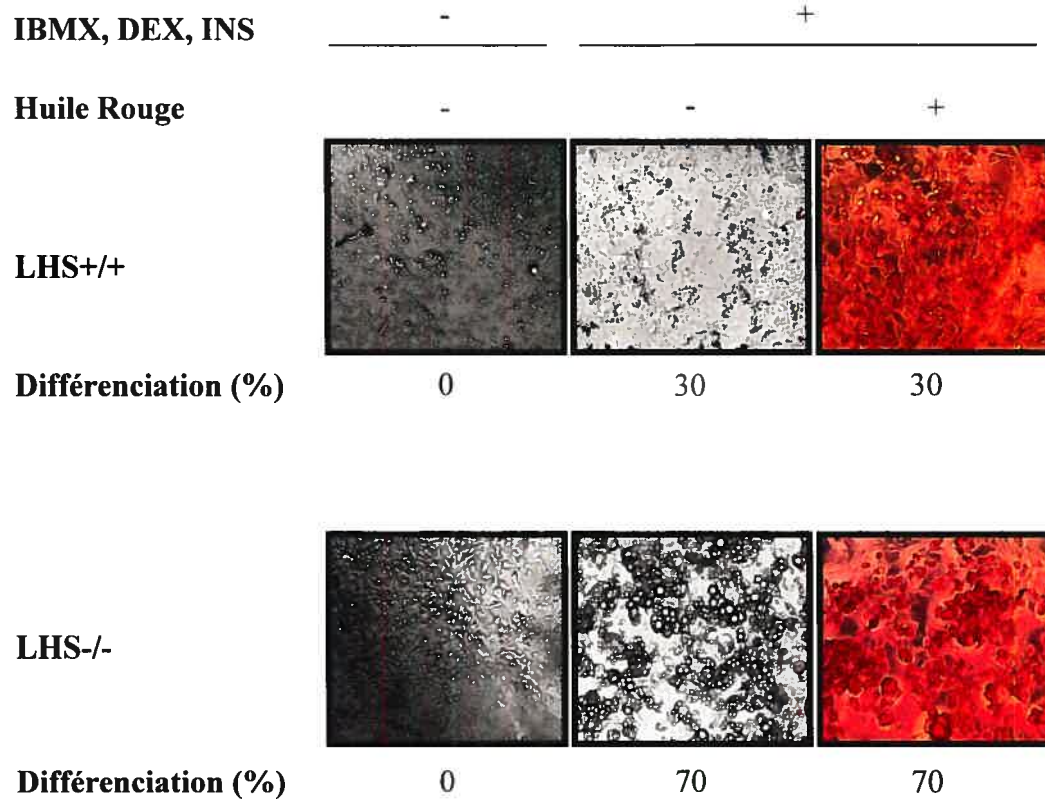 IBMX, DEX, INS - +
Huile Rouge - - +
LHS+/+
Différenciation (%) 0 30 30
LHS-/-
Différenciation (%) 0 70 70